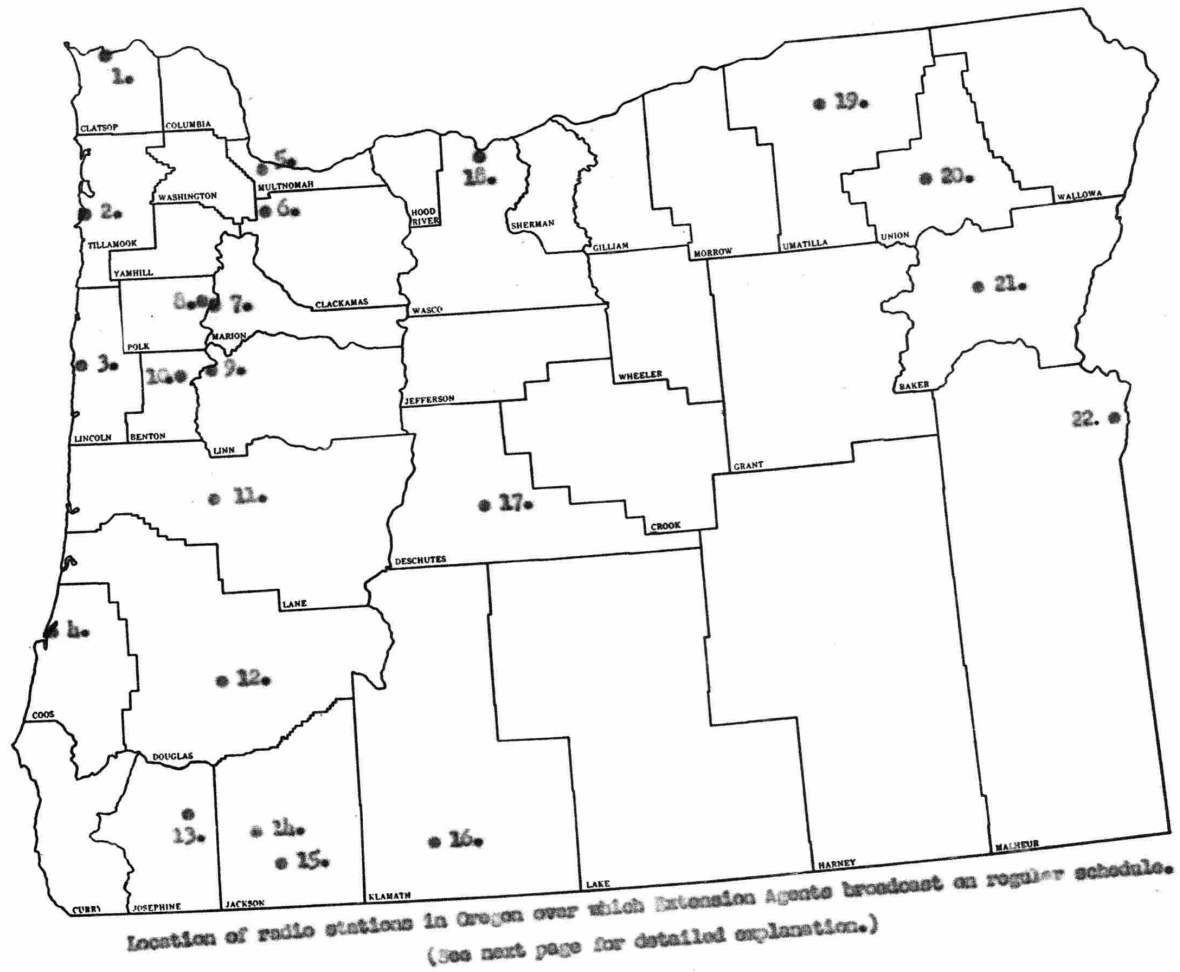 1.
CLATSOP
COLUMBIA
5.
MULTNOMAH
WASHINGTON
2.
6.
TILLAMOOK
YAMHILL
8.
7.
CLACKAMAS
MARION
POLK
3.
10.
9.
LINCOLN
BENTON
LINN
18.
HOOD
RIVER
SHERMAN
GILLIAM
MORROW
19.
UMATILLA
20.
UNION
WALLOWA
WASCO
21.
BAKER
WHEELER
JEFFERSON
22.
GRANT
11.
17.
CROOK
DESCHUTES
LANE
4.
12.
COOS
DOUGLAS
13.
14.
15.
16.
CURRY
JOSEPHINE
JACKSON
KLAMATH
LAKE
HARNEY
MALHEUR
Location of radio stations in Oregon over which Extension Agents broadcast on regular schedule.
(See next page for detailed explanation.)